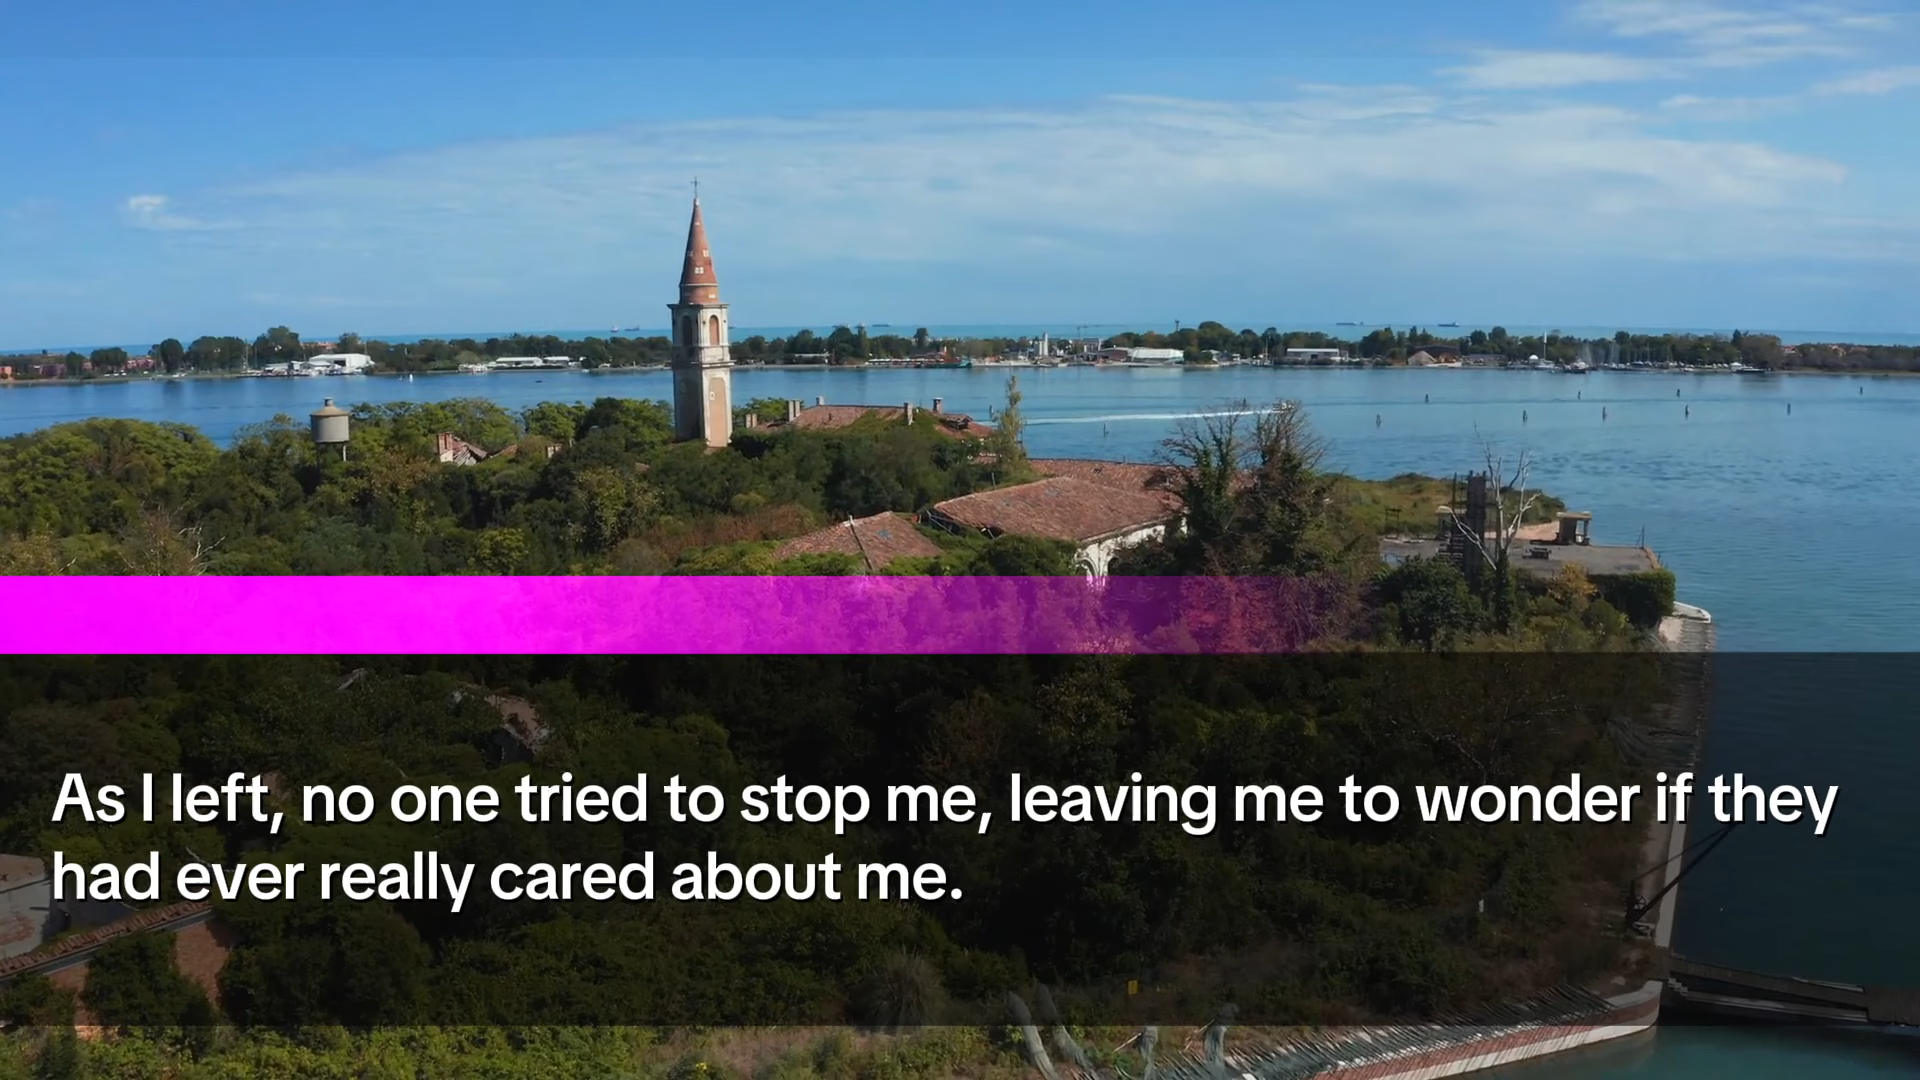 As I left, no one tried to stop me, leaving me to wonder if they
had ever really cared about me.